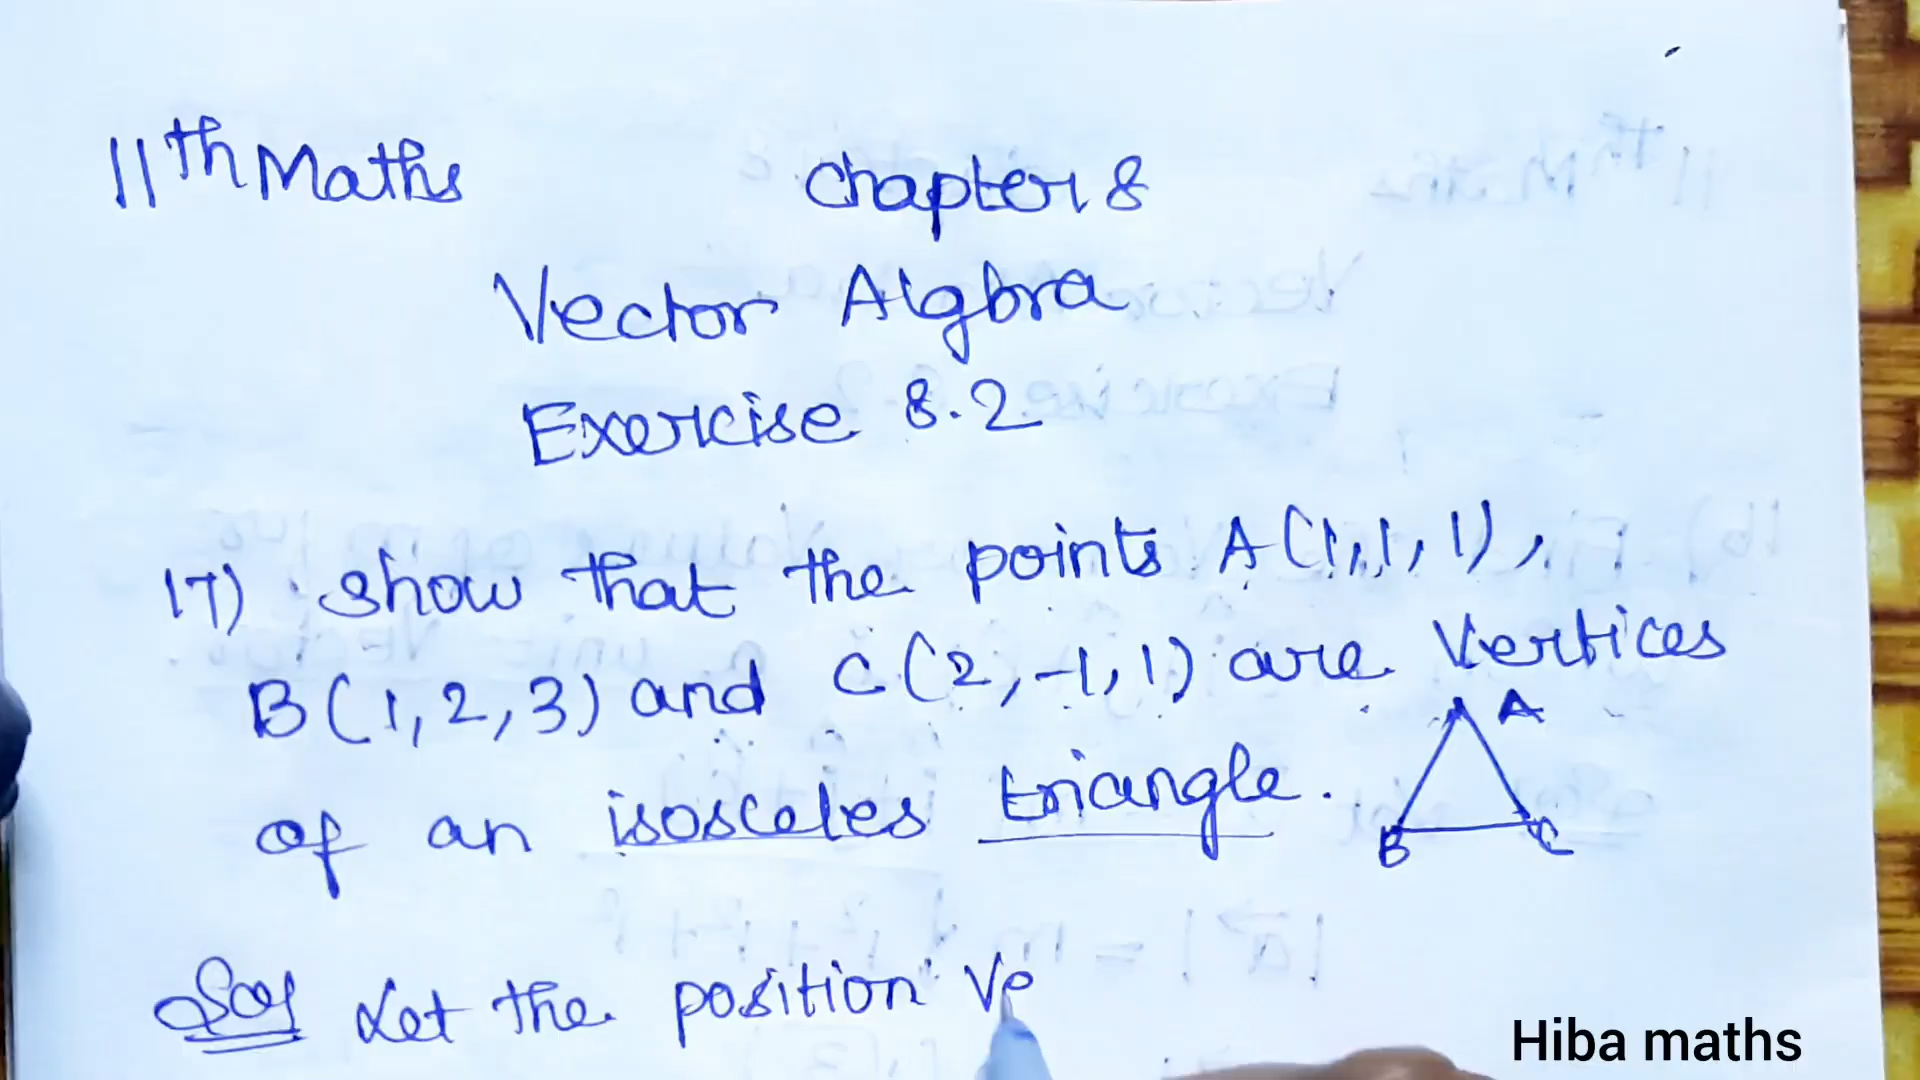 11th Maths Chapter 8
Vector Algbra
Exercise 8.2
17) Show that the points A(1,1,1),
B(1,2,3) and C(2,-1,1) are Vertices
of an isosceles triangle.
A
B C
Sol Let the position Ve
Hiba maths